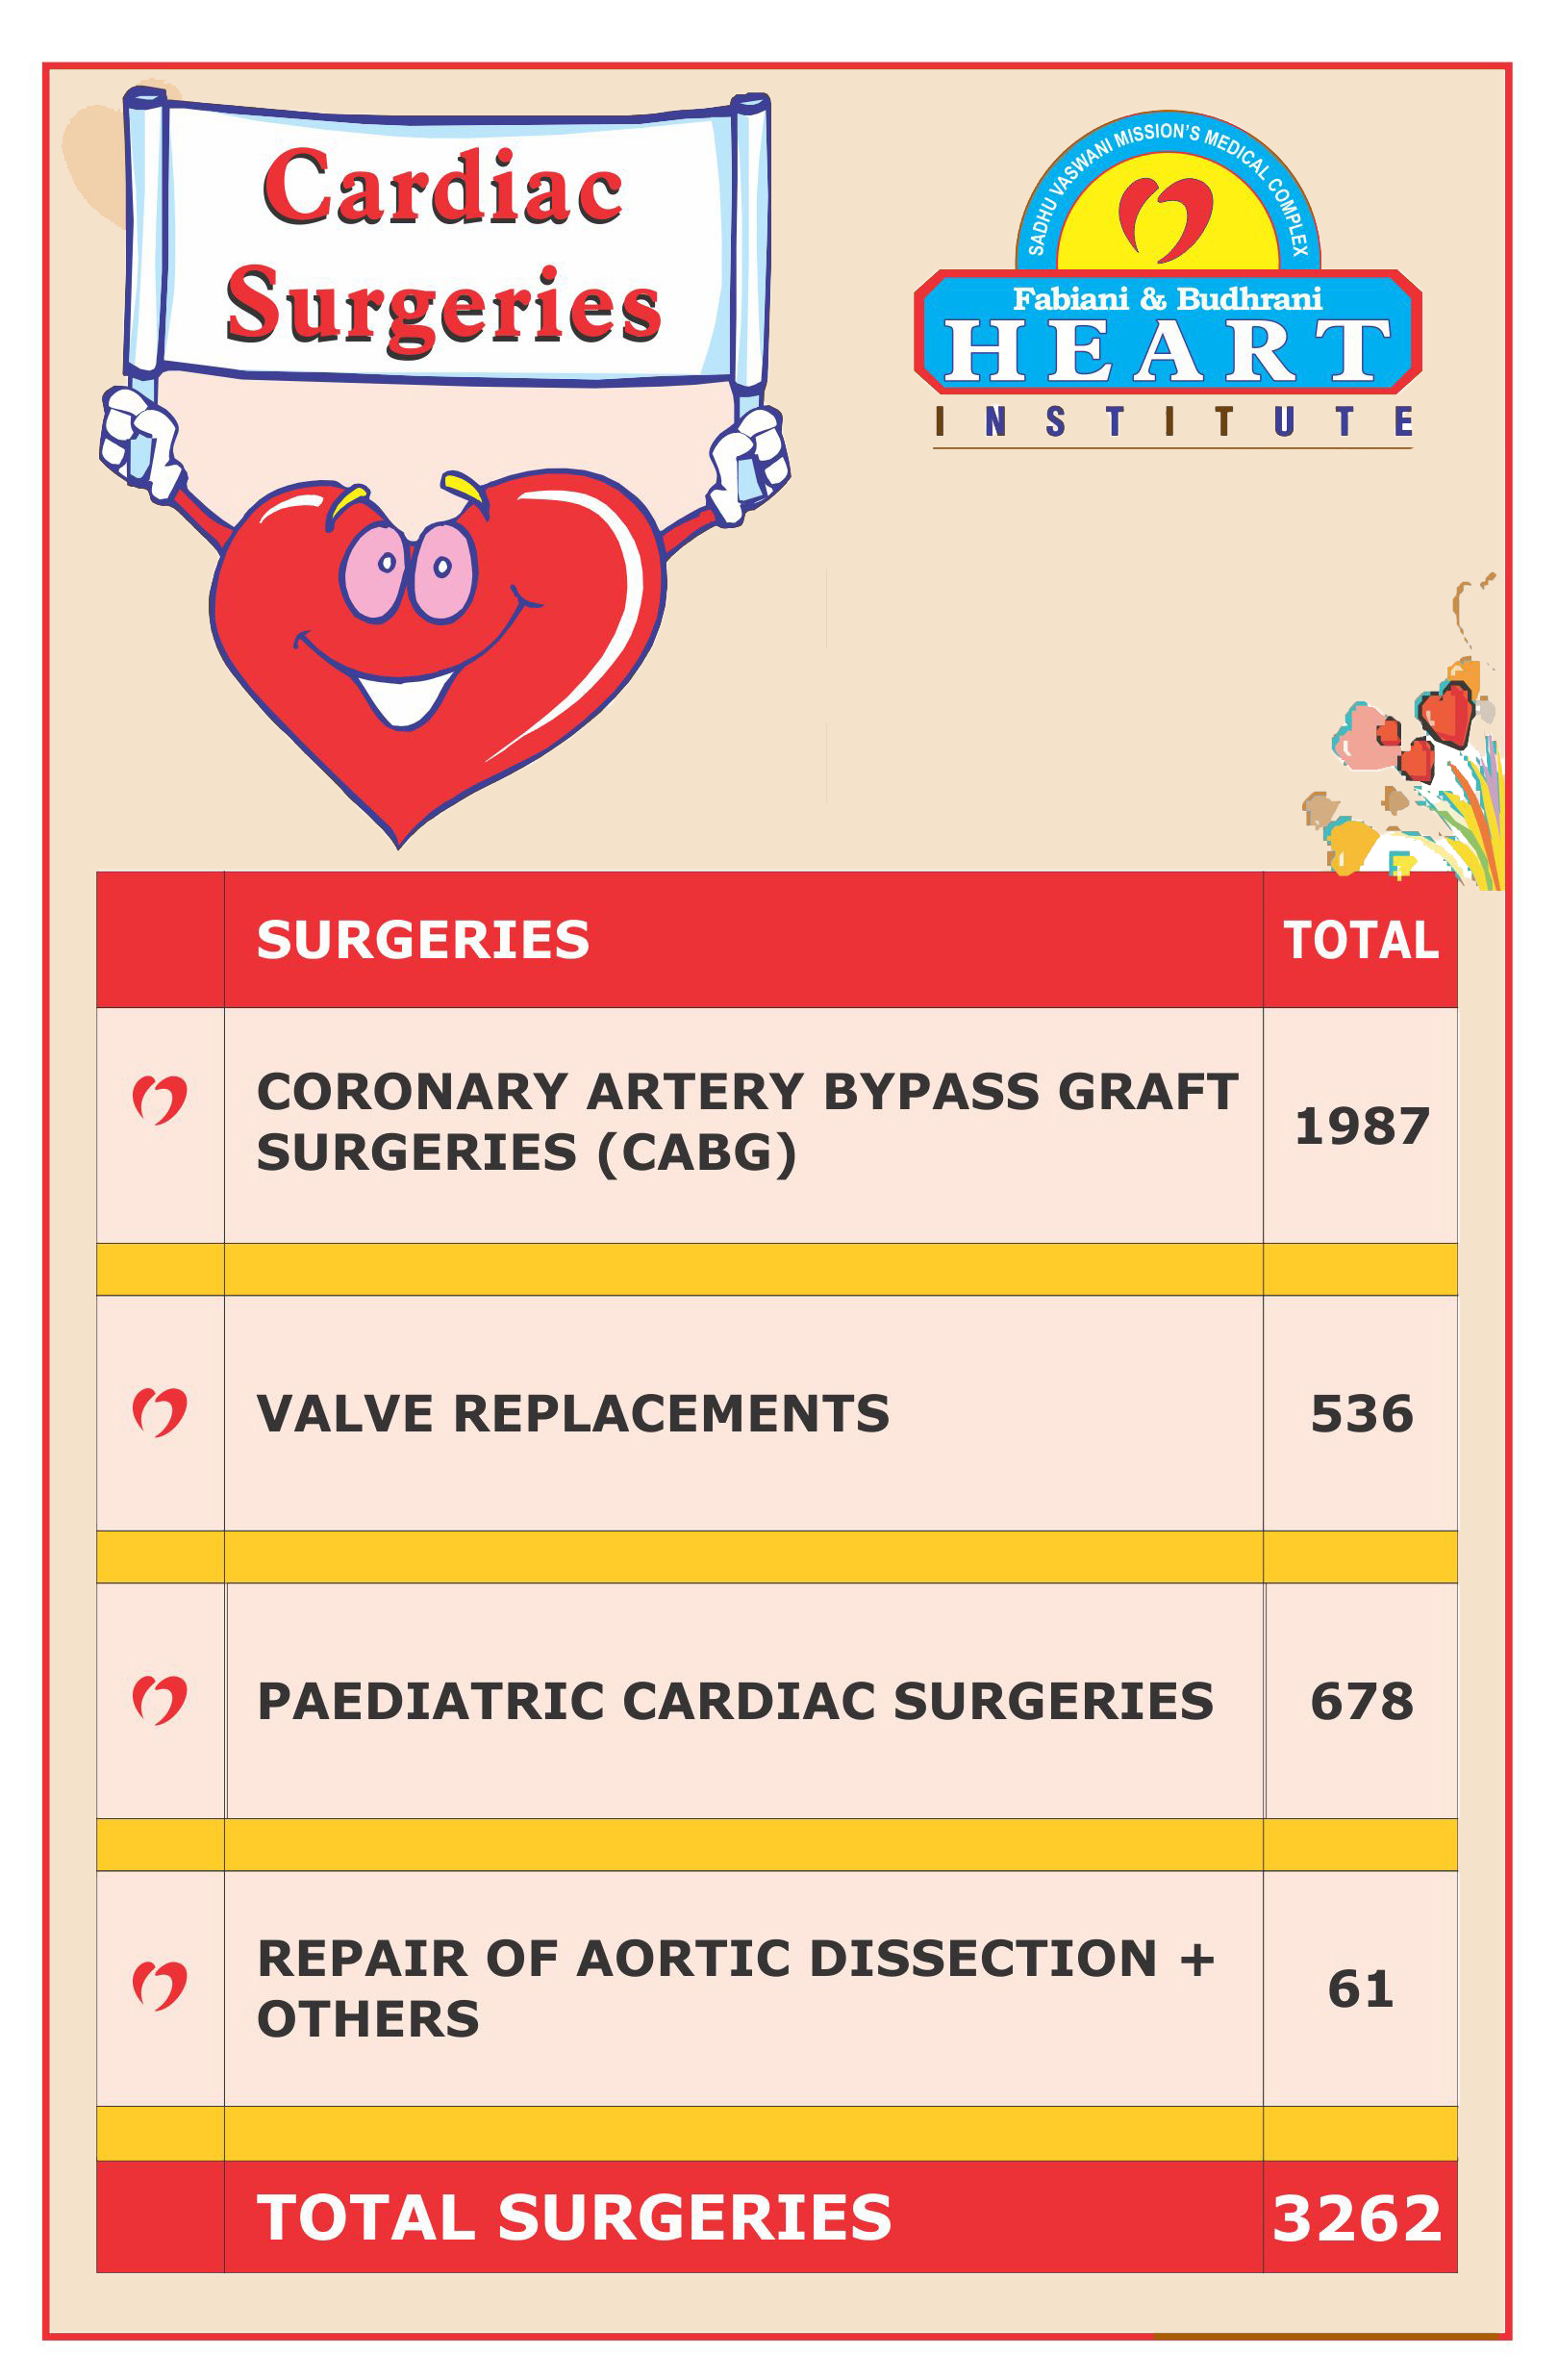 Cardiac
Surgeries
SADHU VASWANI MISSION'S MEDICAL COMPLEX
Fabiani & Budhrani
HEART
INSTITUTE
SURGERIES TOTAL
CORONARY ARTERY BYPASS GRAFT
SURGERIES (CABG)
1987
VALVE REPLACEMENTS 536
PAEDIATRIC CARDIAC SURGERIES 678
REPAIR OF AORTIC DISSECTION +
OTHERS
61
TOTAL SURGERIES 3262